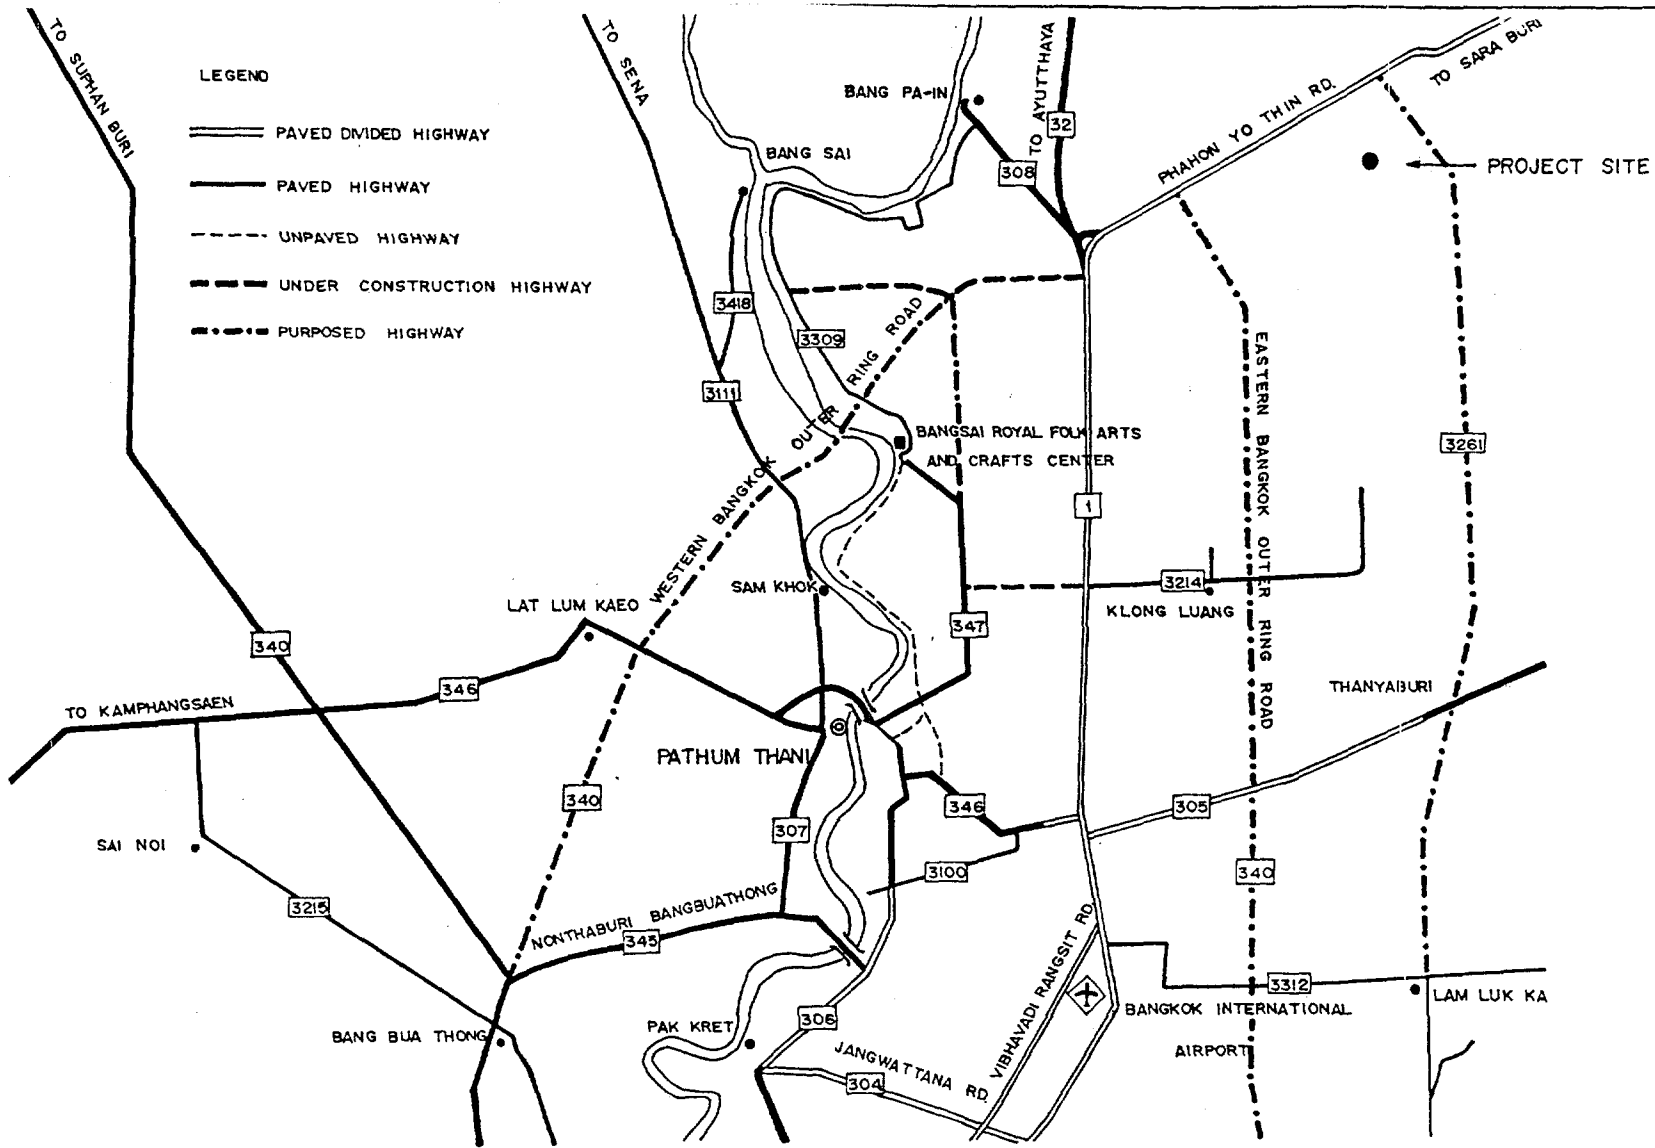 TO SUPHAN BURI
LEGEND
PAVED DIVIDED HIGHWAY
PAVED HIGHWAY
UNPAVED HIGHWAY
UNDER CONSTRUCTION HIGHWAY
PURPOSED HIGHWAY
TO SENA
BANG PA-IN
TO AYUTTHAYA
32
308
PHAHON YO THIN RD.
TO SARA BURI
PROJECT SITE
BANG SAI
3418
3309
3111
WESTERN BANGKOK OUTER RING ROAD
BANGSAI ROYAL FOLK ARTS
AND CRAFTS CENTER
EASTERN BANGKOK OUTER RING ROAD
3261
1
3214
KLONG LUANG
SAM KHOK
LAT LUM KAEO
347
340
346
TO KAMPHANGSAEN
THANYABURI
PATHUM THANI
340
346
305
307
SAI NOI
3100
340
3215
NONTHABURI BANGBUATHONG
345
VIBHAVADI RANGSIT RD.
3312
LAM LUK KA
BANGKOK INTERNATIONAL
AIRPORT
306
PAK KRET
BANG BUA THONG
JANGWATTANA RD.
304